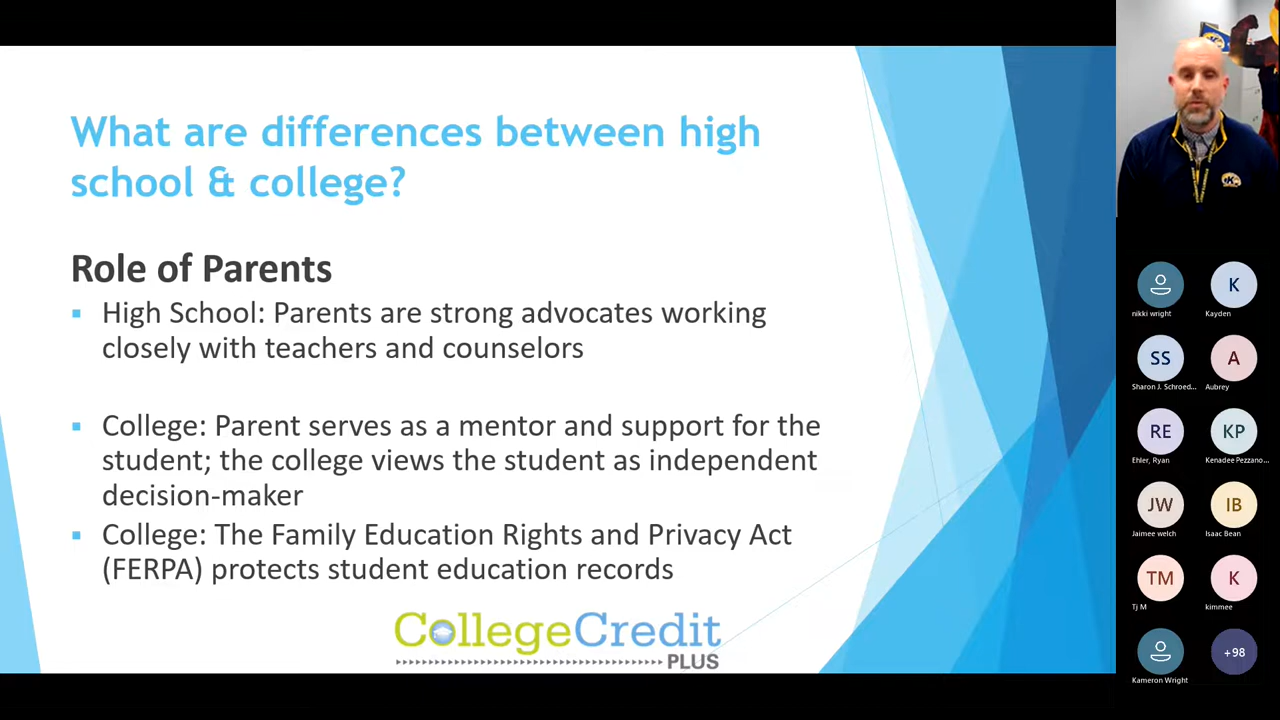 What are differences between high
school & college?
Role of Parents
High School: Parents are strong advocates working
closely with teachers and counselors
College: Parent serves as a mentor and support for the
student; the college views the student as independent
decision-maker
College: The Family Education Rights and Privacy Act
(FERPA) protects student education records
CollegeCredit
PLUS
nikki wright
K
Kayden
SS
Sharon J. Schroed...
A
Aubrey
RE
Ehler, Ryan
KP
Kenadee Pezzano...
JW
Jaimee welch
IB
Isaac Bean
TM
Tj M
K
kimmee
Kameron Wright
+98